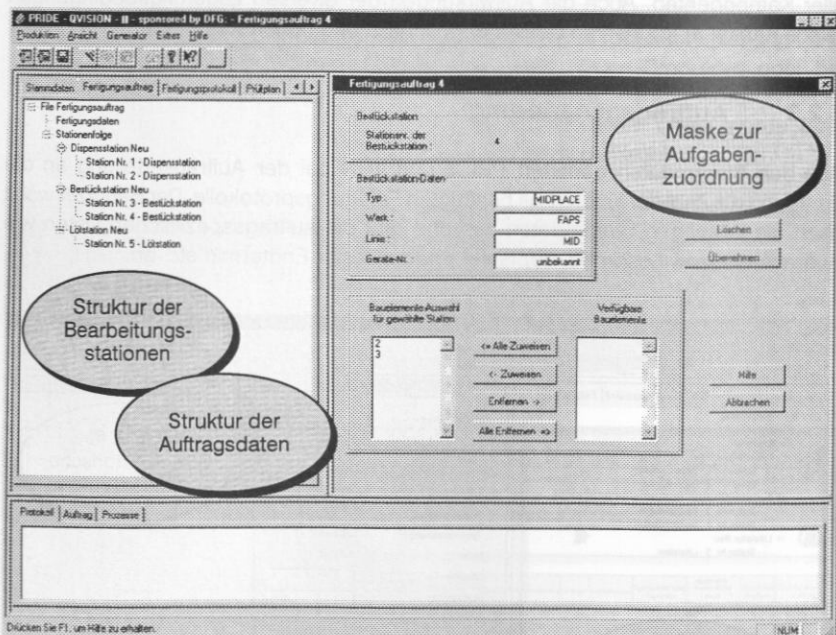 PRIDE - QVISION - III - sponsored by DFG: - Fertigungsauftrag 4
Produkten Ansicht Generator Extras Hilfe
Stammdaten Fertigungsauftrag Fertigungsprotokoll Prüfplan
File Fertigungsauftrag
Fertigungsdaten
Stationenfolge
Dispensstation Neu
Station Nr. 1 - Dispensstation
Station Nr. 2 - Dispensstation
Bestückstation Neu
Station Nr. 3 - Bestückstation
Station Nr. 4 - Bestückstation
Lötstation Neu
Station Nr. 5 - Lötstation
Struktur der
Bearbeitungs-
stationen
Struktur der
Auftragsdaten
Fertigungsauftrag 4
Bestückstation
Stationsnr. der
Bestückstation : 4
Bestückstation-Daten
Typ : MIDPLACE
Werk : FAPS
Linie : MID
Geräte-Nr. unbekannt
Maske zur
Aufgaben-
zuordnung
Löschen
Übernehmen
Bauelemente-Auswahl
für gewählte Station
Verfügbare
Bauelemente
2
3
<= Alle Zuweisen
<- Zuweisen
Entfernen ->
Alle Entfernen =>
Hilfe
Abbrechen
Protokoll Auftrag Prozesse
Drücken Sie F1, um Hilfe zu erhalten.
NUM